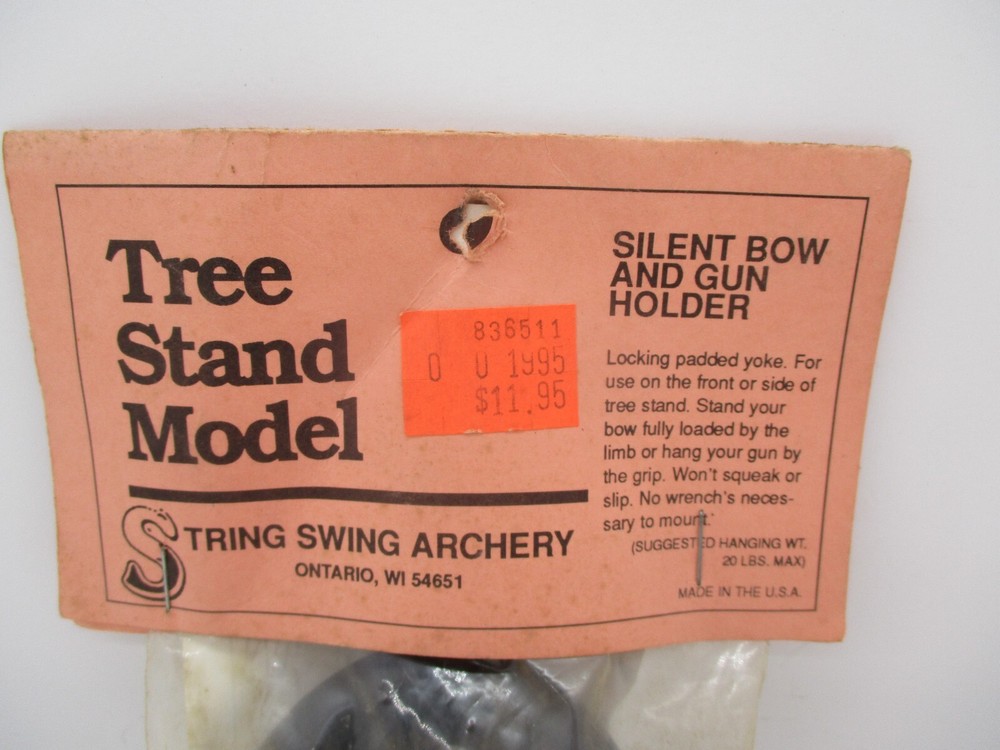 Tree
Stand
Model
STRING SWING ARCHERY
ONTARIO, WI 54651
836511
0 U 1995
$11.95
SILENT BOW
AND GUN
HOLDER
Locking padded yoke. For
use on the front or side of
tree stand. Stand your
bow fully loaded by the
limb or hang your gun by
the grip. Won't squeak or
slip. No wrench's neces-
sary to mount.
(SUGGESTED HANGING WT.
20 LBS. MAX)
MADE IN THE U.S.A.